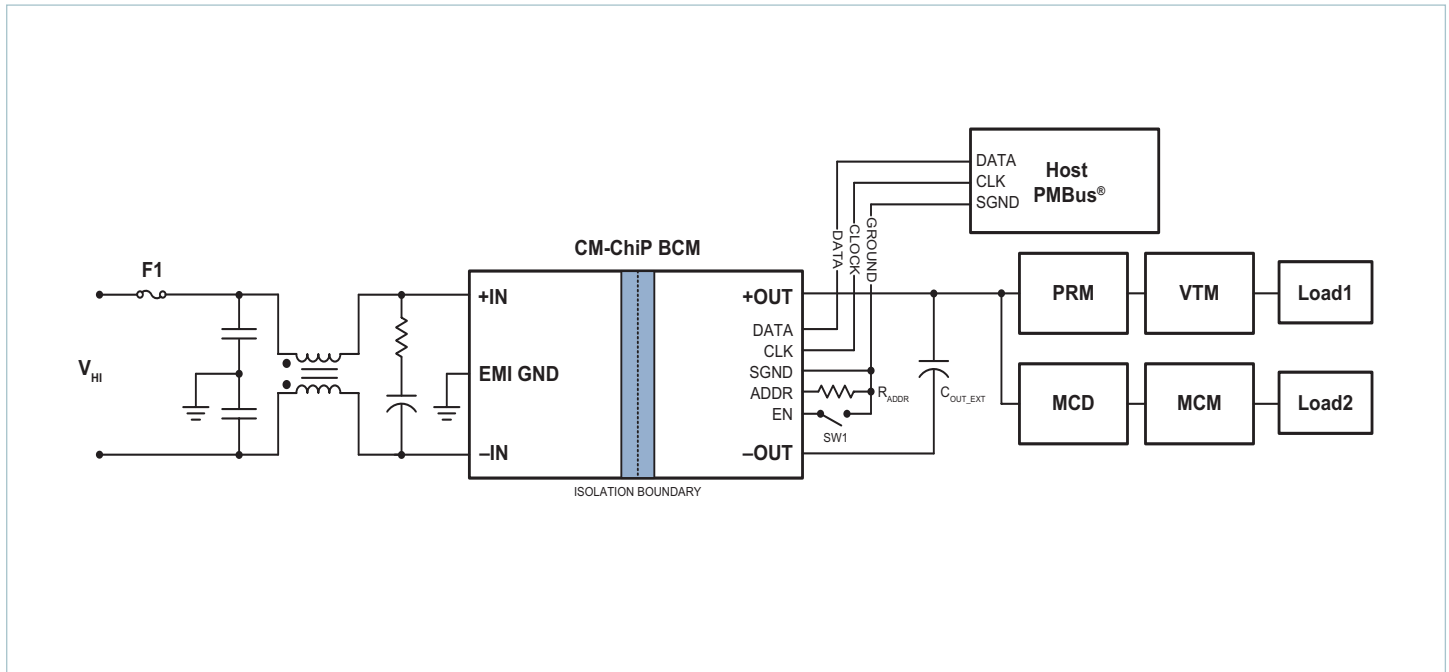 F1
V_HI
CM-ChiP BCM
+IN
EMI GND
–IN
+OUT
DATA
CLK
SGND
ADDR
EN
–OUT
ISOLATION BOUNDARY
R_ADDR
SW1
C_OUT_EXT
DATA
CLOCK
GROUND
DATA
CLK
SGND
Host
PMBus®
PRM
VTM
Load1
MCD
MCM
Load2